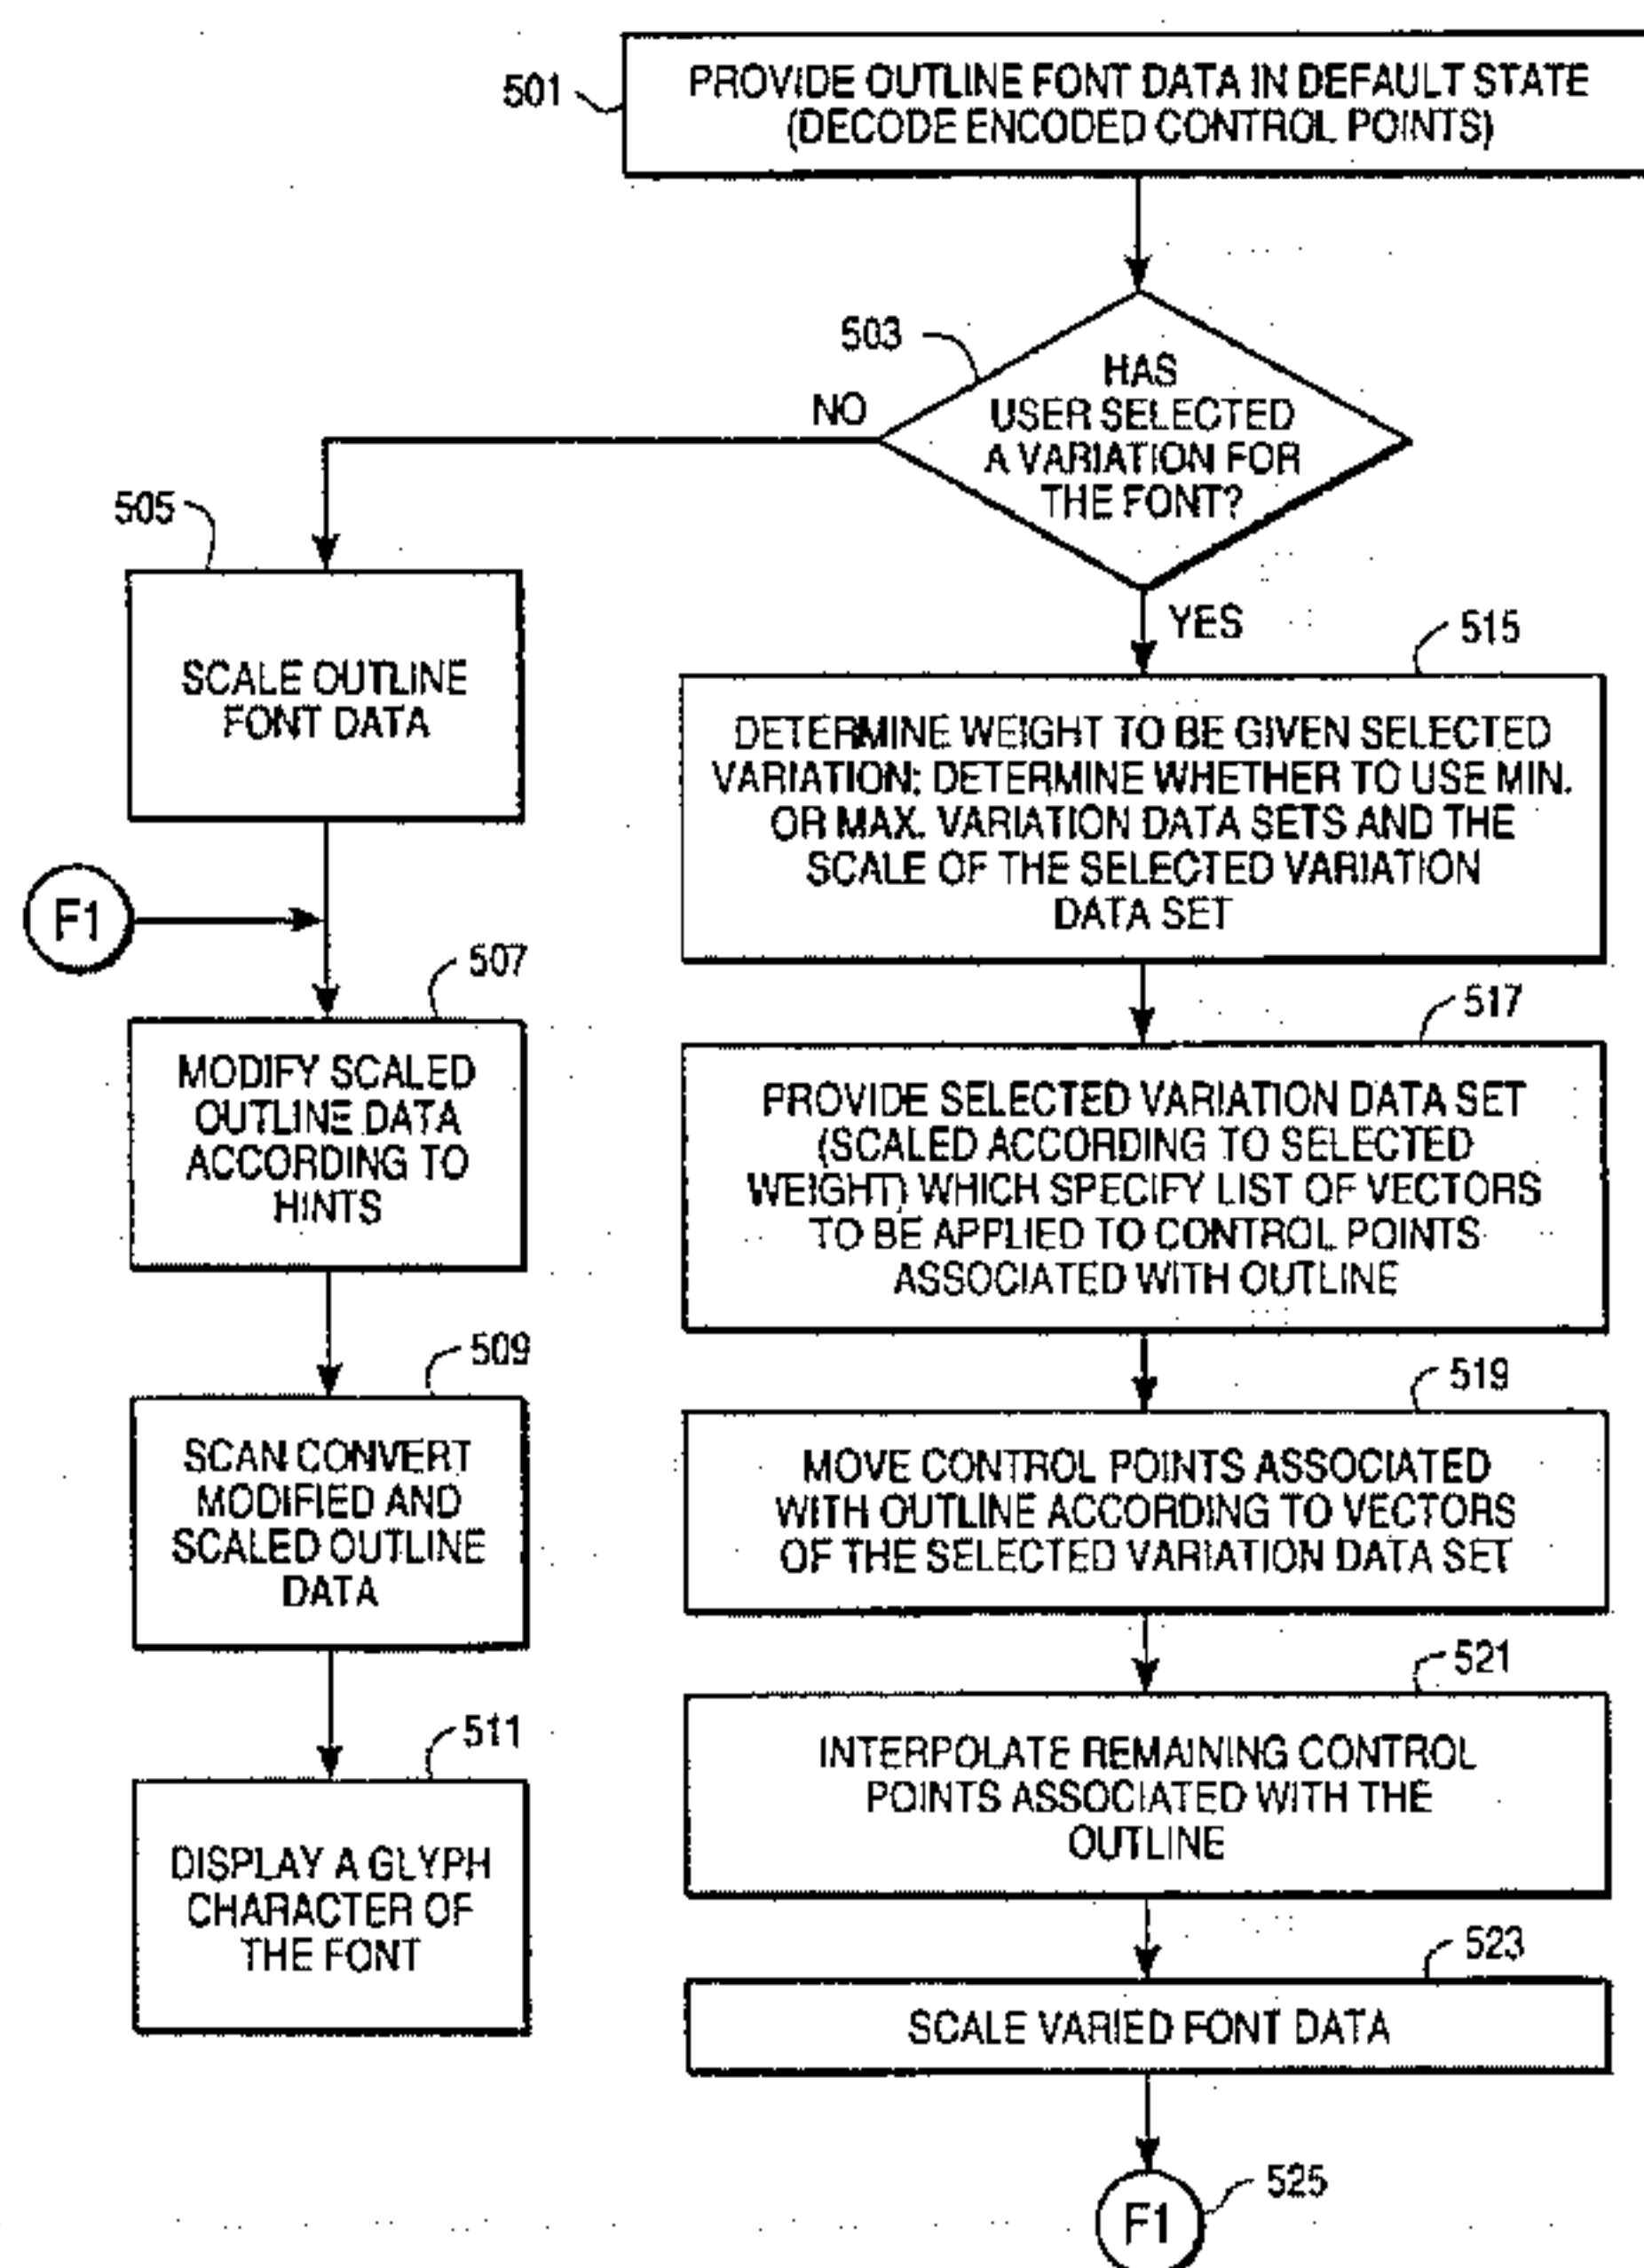 501
PROVIDE OUTLINE FONT DATA IN DEFAULT STATE
(DECODE ENCODED CONTROL POINTS)
503
HAS
USER SELECTED
A VARIATION FOR
THE FONT?
NO
YES
505
SCALE OUTLINE
FONT DATA
F1
507
MODIFY SCALED
OUTLINE DATA
ACCORDING TO
HINTS
509
SCAN CONVERT
MODIFIED AND
SCALED OUTLINE
DATA
511
DISPLAY A GLYPH
CHARACTER OF
THE FONT
515
DETERMINE WEIGHT TO BE GIVEN SELECTED
VARIATION; DETERMINE WHETHER TO USE MIN.
OR MAX. VARIATION DATA SETS AND THE
SCALE OF THE SELECTED VARIATION
DATA SET
517
PROVIDE SELECTED VARIATION DATA SET
(SCALED ACCORDING TO SELECTED
WEIGHT) WHICH SPECIFY LIST OF VECTORS
TO BE APPLIED TO CONTROL POINTS
ASSOCIATED WITH OUTLINE
519
MOVE CONTROL POINTS ASSOCIATED
WITH OUTLINE ACCORDING TO VECTORS
OF THE SELECTED VARIATION DATA SET
521
INTERPOLATE REMAINING CONTROL
POINTS ASSOCIATED WITH THE
OUTLINE
523
SCALE VARIED FONT DATA
525
F1